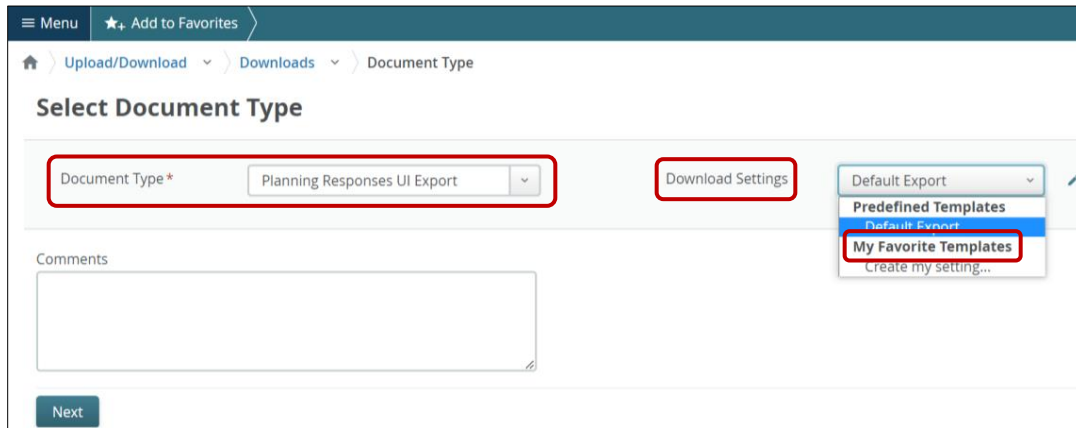 Menu Add to Favorites
Upload/Download Downloads Document Type
Select Document Type
Document Type* Planning Responses UI Export Download Settings Default Export
Predefined Templates
Default Export
My Favorite Templates
Create my setting...
Comments
Next